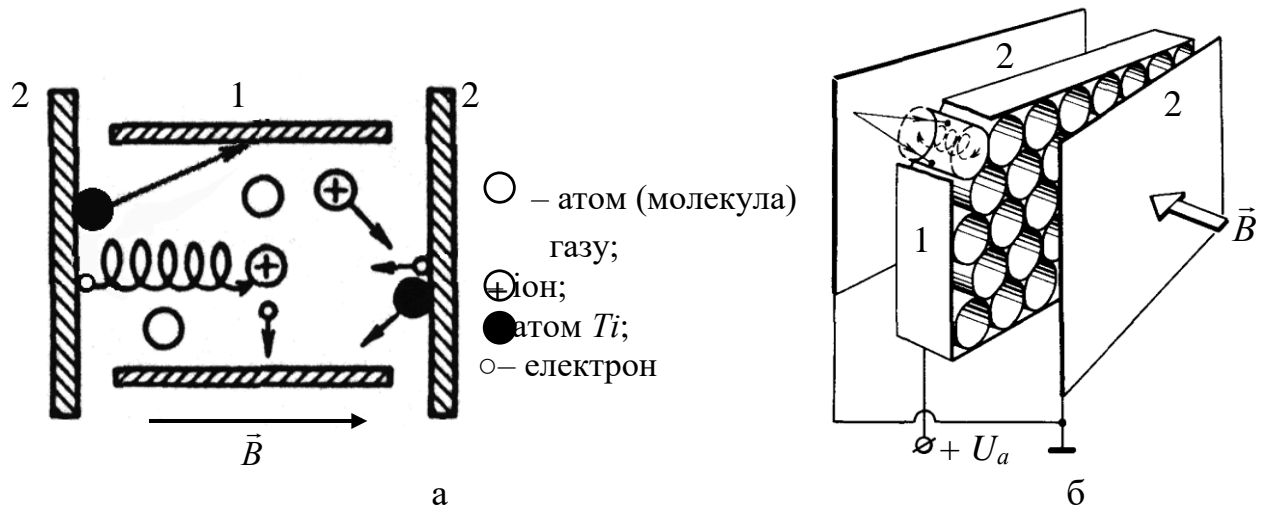 2 1 2
– атом (молекула)
газу;
– іон;
атом Ti;
– електрон
B⃗
а
2
2
1
B⃗
+ Uₐ
б